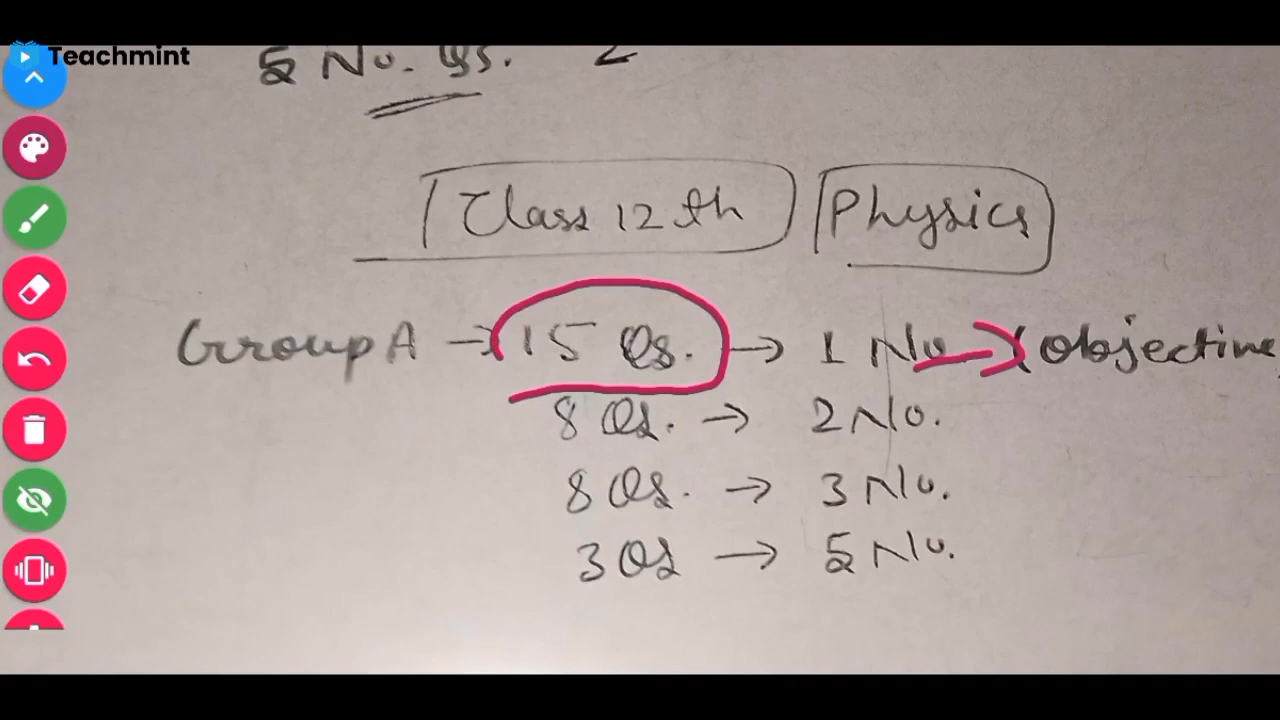 Teachmint
5 No. Qs. 2
Class 12th Physics
Group A → 15 Qs. → 1 No → (Objective
8 Qs. → 2 No.
8 Qs. → 3 No.
3 Qs → 5 No.